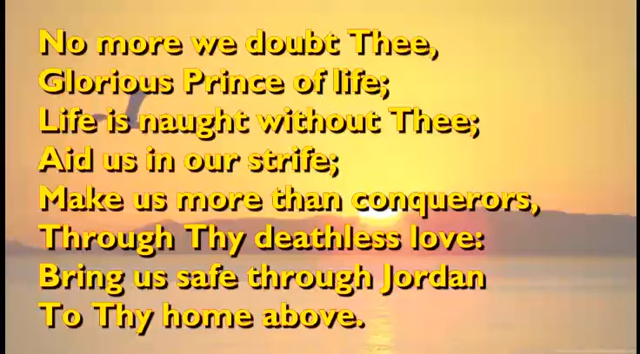 No more we doubt Thee,
Glorious Prince of life;
Life is naught without Thee;
Aid us in our strife;
Make us more than conquerors,
Through Thy deathless love:
Bring us safe through Jordan
To Thy home above.